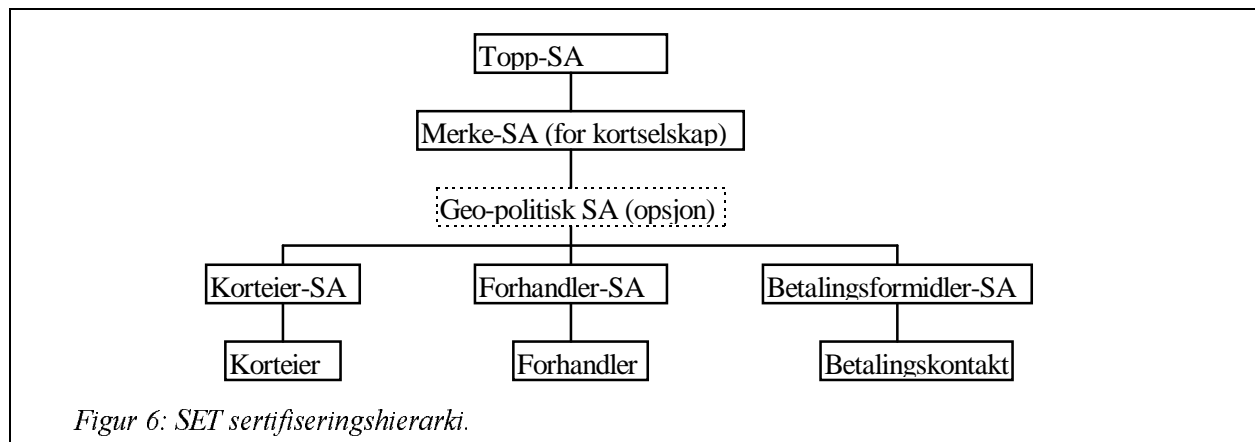 Topp-SA
Merke-SA (for kortselskap)
Geo-politisk SA (opsjon)
Korteier-SA Forhandler-SA Betalingsformidler-SA
Korteier Forhandler Betalingskontakt
Figur 6: SET sertifiseringshierarki.